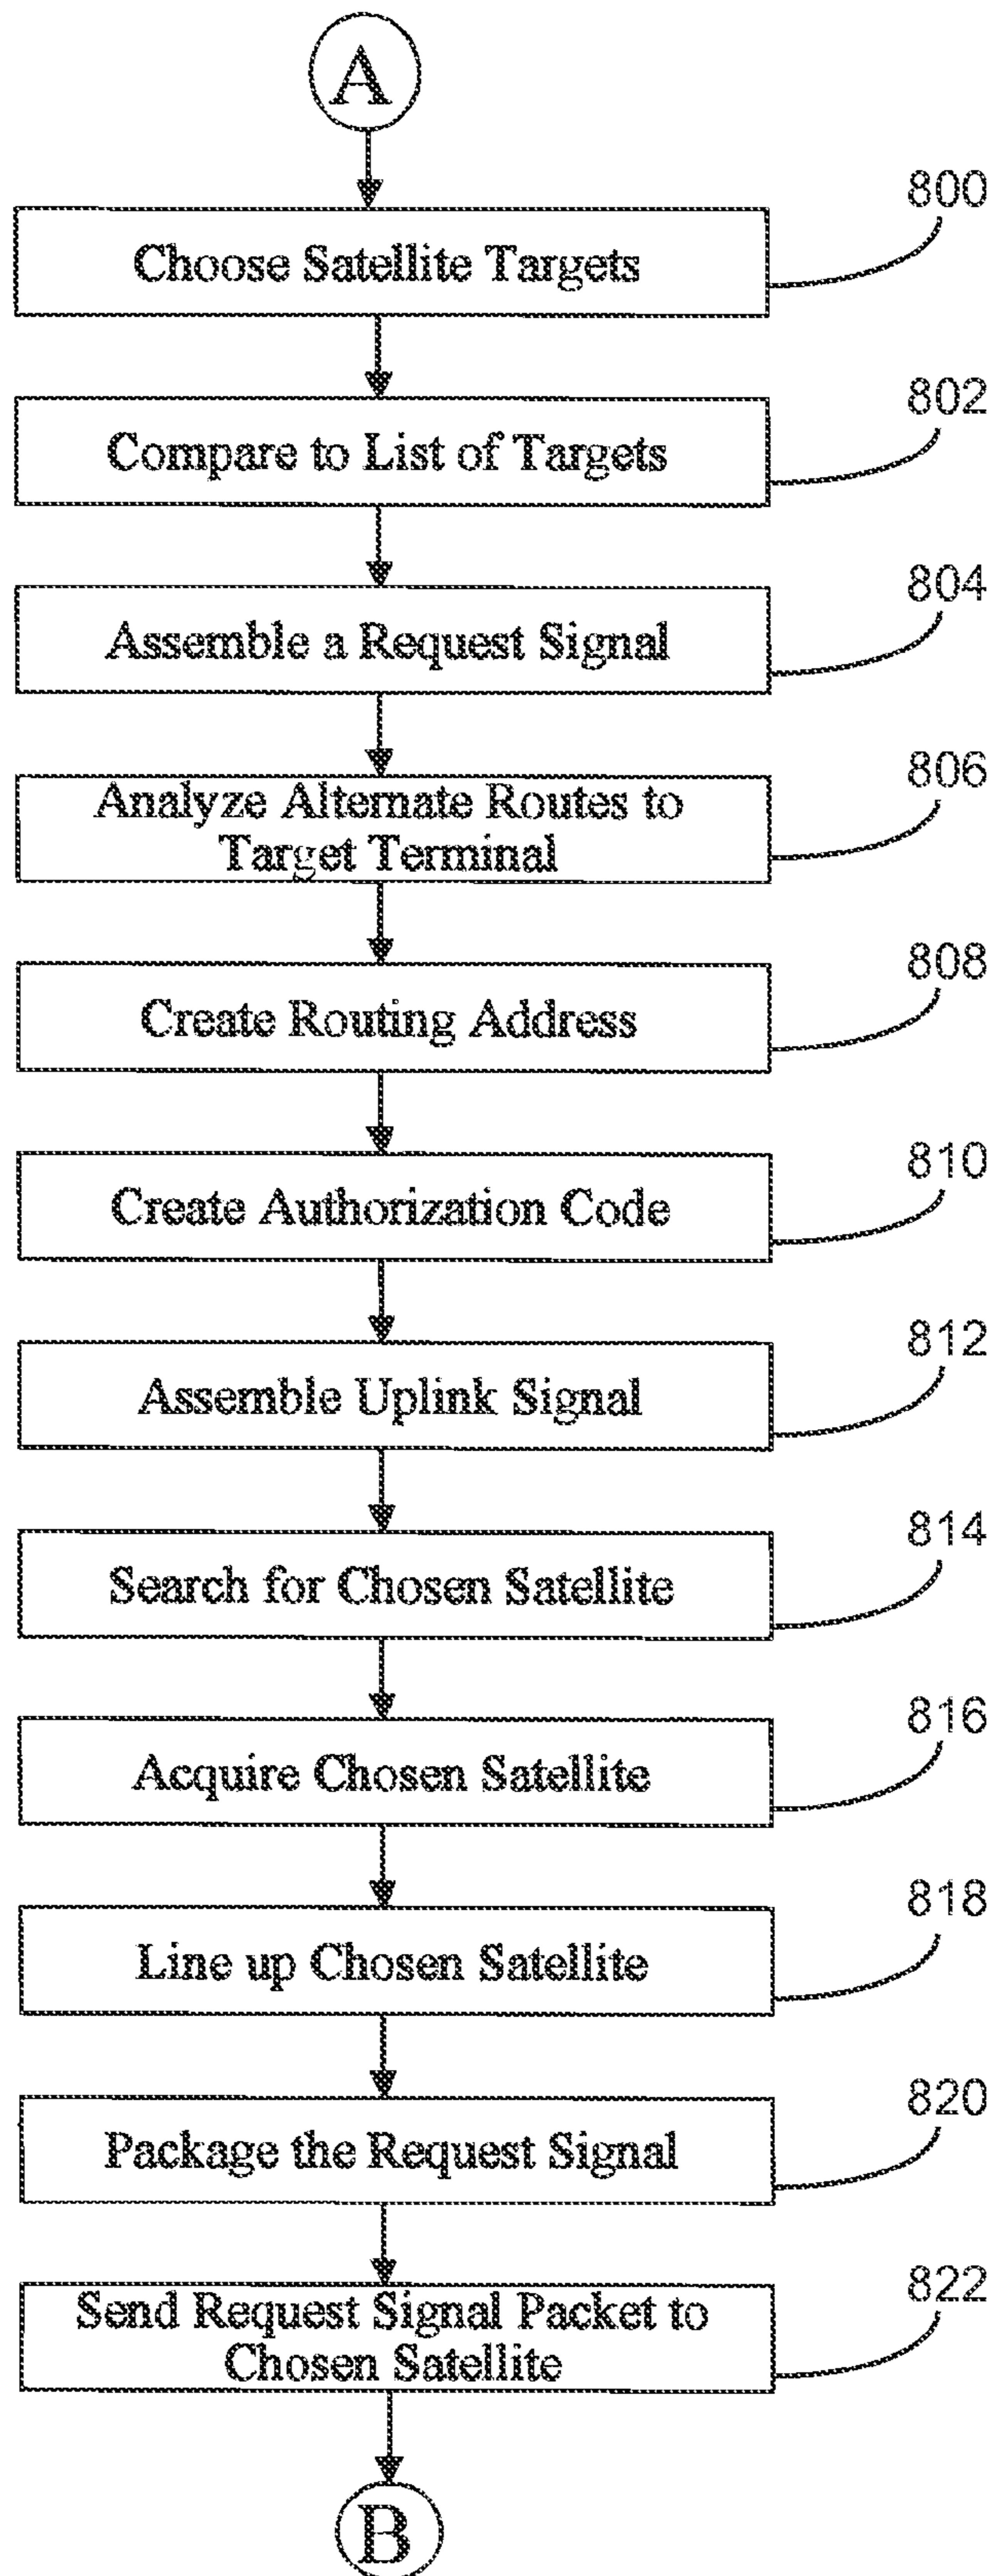 A
800
Choose Satellite Targets
802
Compare to List of Targets
804
Assemble a Request Signal
806
Analyze Alternate Routes to
Target Terminal
808
Create Routing Address
810
Create Authorization Code
812
Assemble Uplink Signal
814
Search for Chosen Satellite
816
Acquire Chosen Satellite
818
Line up Chosen Satellite
820
Package the Request Signal
822
Send Request Signal Packet to
Chosen Satellite
B